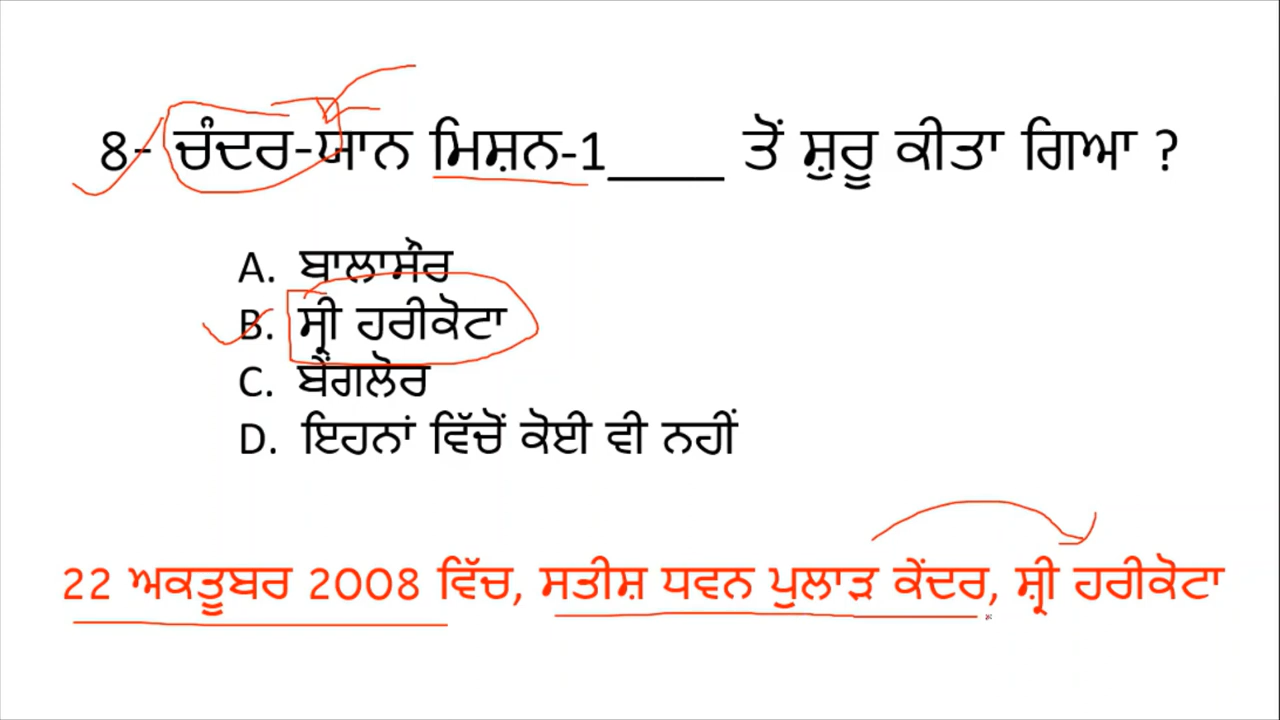 8- ਚੰਦਰ-ਯਾਨ ਮਿਸ਼ਨ-1____ ਤੋਂ ਸ਼ੁਰੂ ਕੀਤਾ ਗਿਆ ?
A. ਬਾਲਾਸੌਰ
B. ਸ੍ਰੀ ਹਰੀਕੋਟਾ
C. ਬੇਂਗਲੋਰ
D. ਇਹਨਾਂ ਵਿੱਚੋਂ ਕੋਈ ਵੀ ਨਹੀਂ
22 ਅਕਤੂਬਰ 2008 ਵਿੱਚ, ਸਤੀਸ਼ ਧਵਨ ਪੁਲਾੜ ਕੇਂਦਰ, ਸ਼੍ਰੀ ਹਰੀਕੋਟਾ